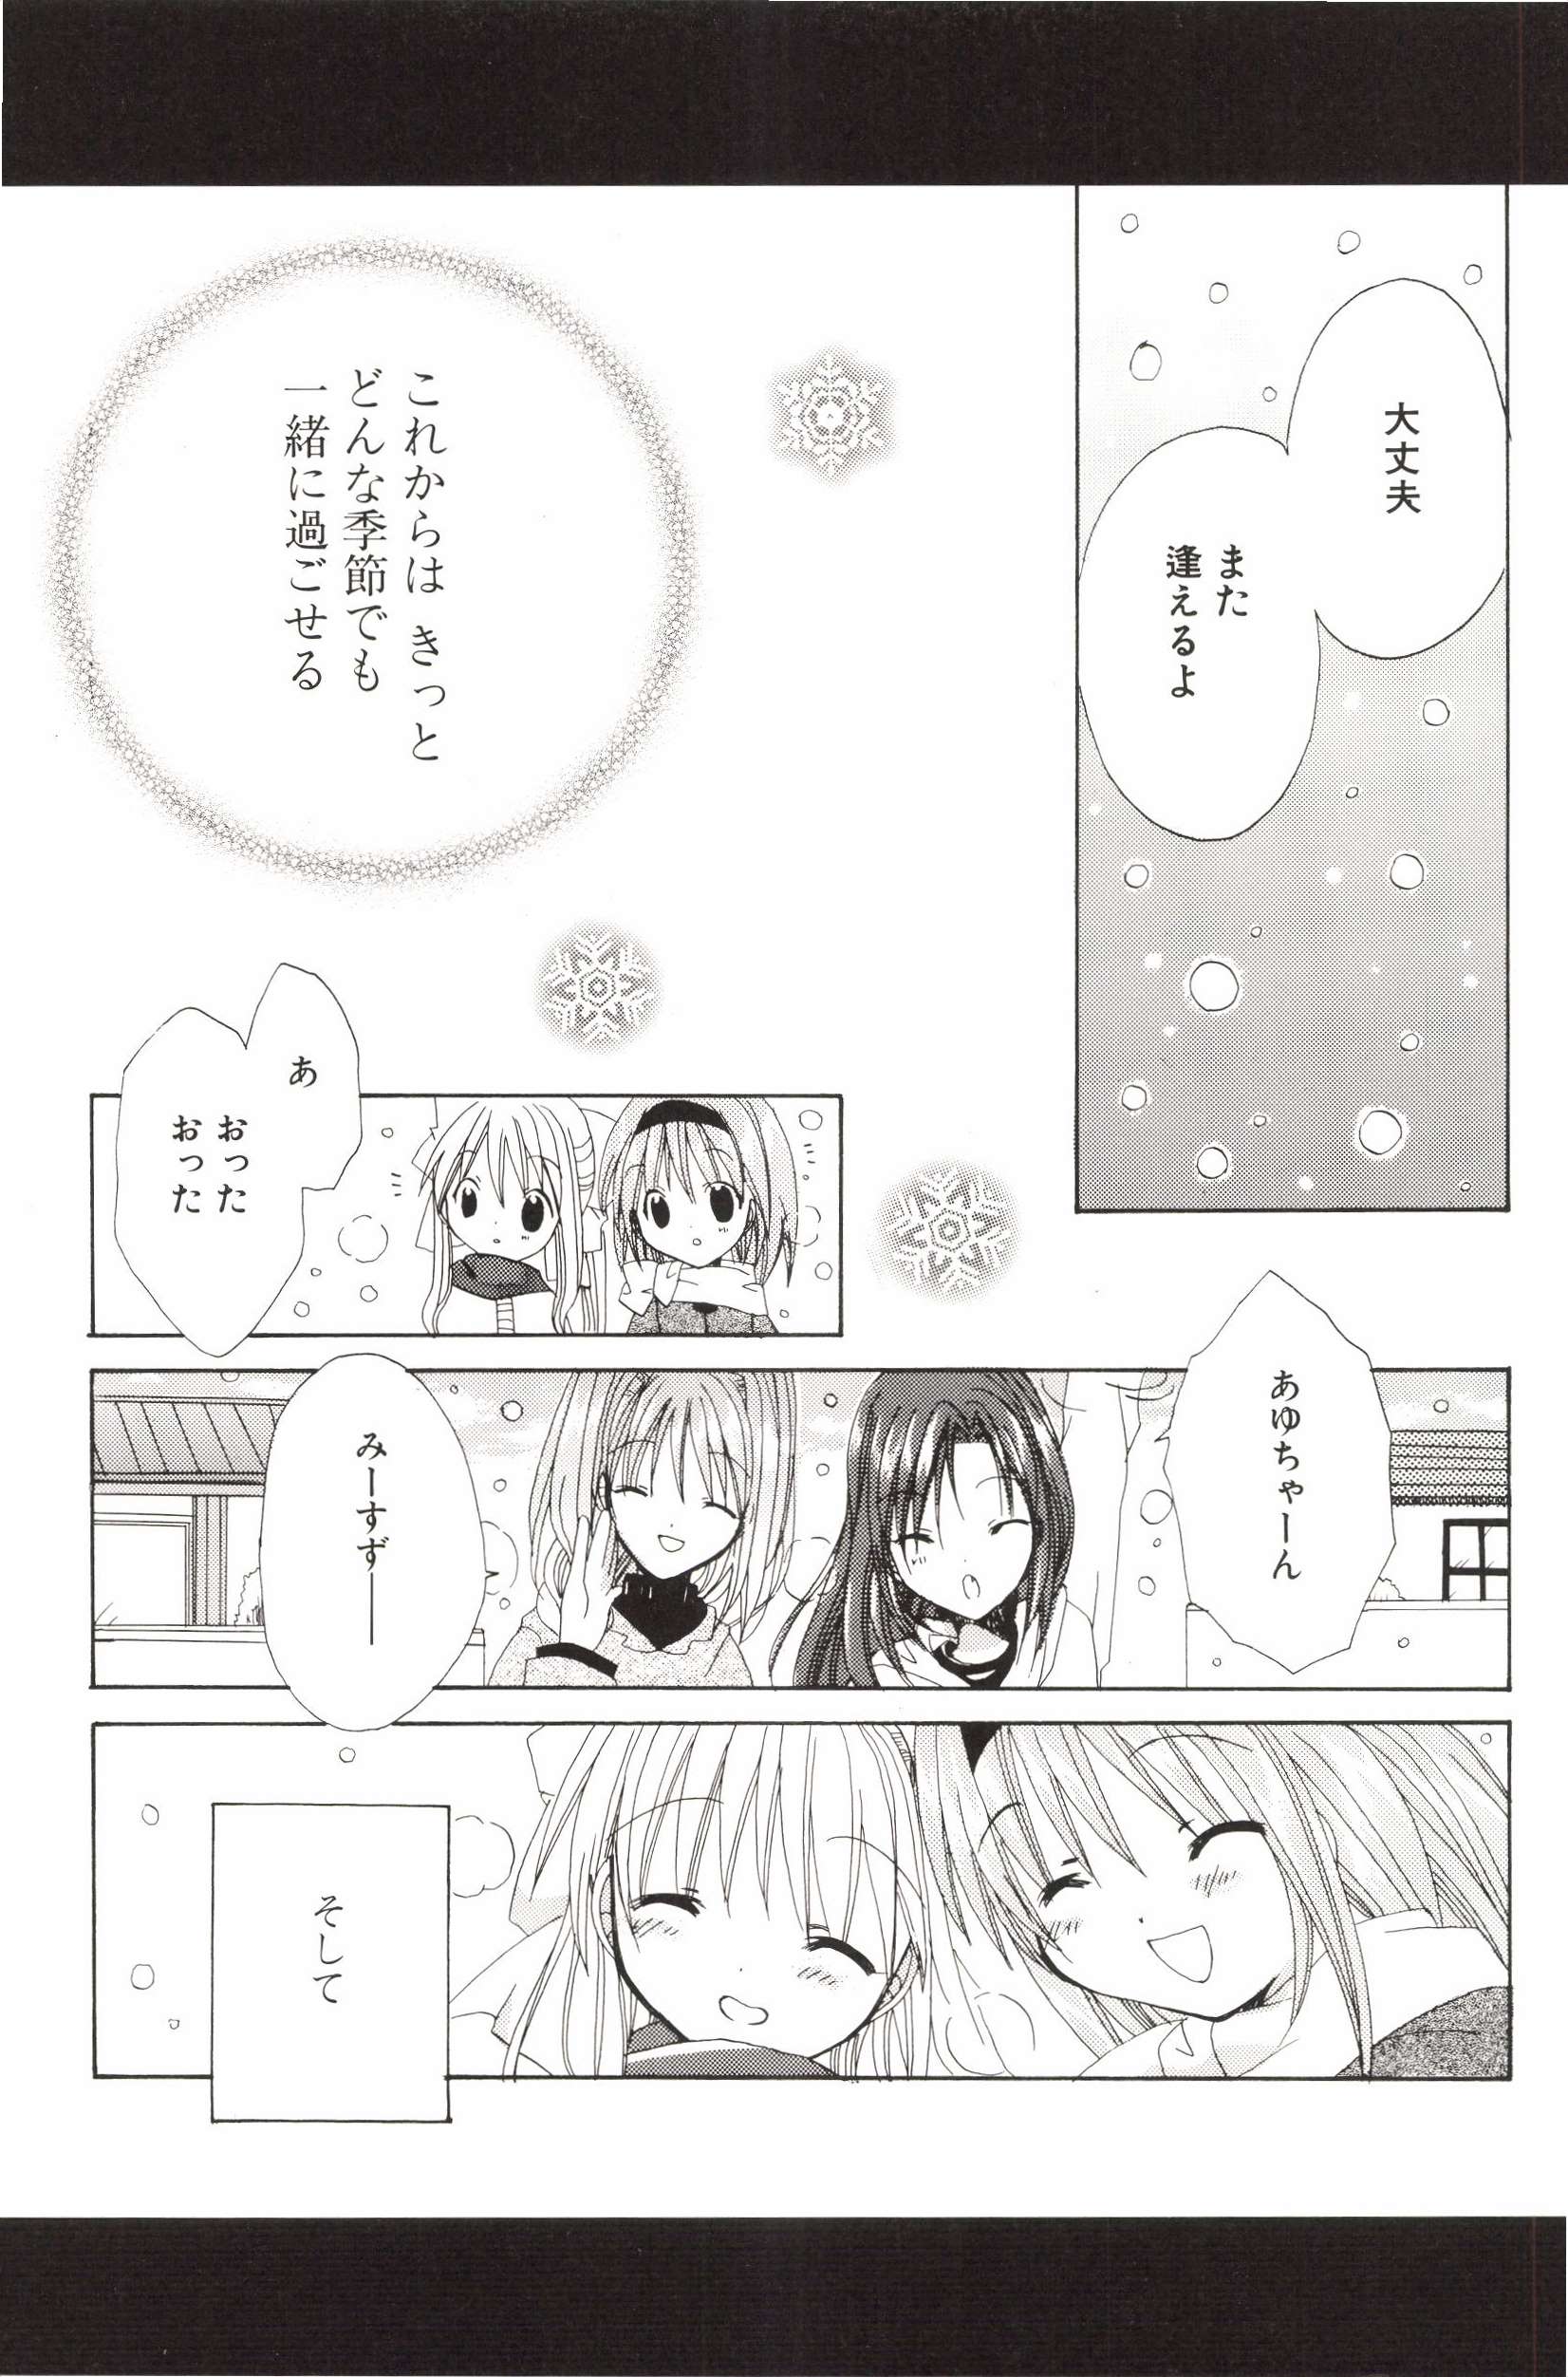 大丈夫
また
逢えるよ
これからは きっと
どんな季節でも
一緒に過ごせる
あ
おった
おった
あゆちゃーん
みーすずーー
そして